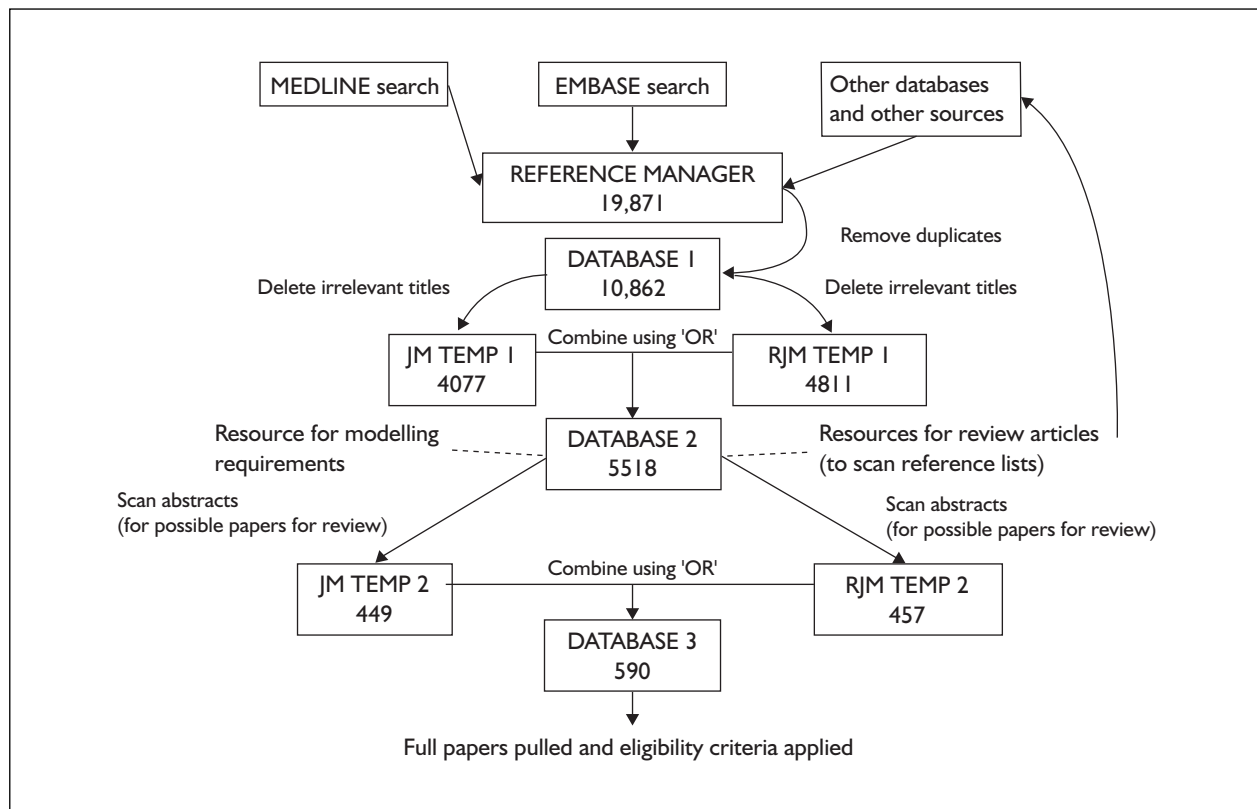 MEDLINE search
EMBASE search
Other databases
and other sources
REFERENCE MANAGER
19,871
Remove duplicates
DATABASE 1
10,862
Delete irrelevant titles
Delete irrelevant titles
JM TEMP 1
4077
Combine using 'OR'
RJM TEMP 1
4811
Resource for modelling
requirements
DATABASE 2
5518
Resources for review articles
(to scan reference lists)
Scan abstracts
(for possible papers for review)
Scan abstracts
(for possible papers for review)
JM TEMP 2
449
Combine using 'OR'
RJM TEMP 2
457
DATABASE 3
590
Full papers pulled and eligibility criteria applied